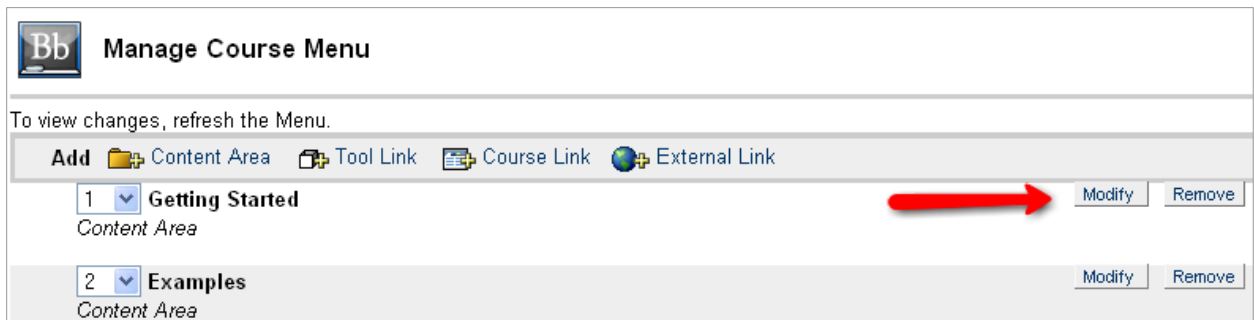 Bb Manage Course Menu
To view changes, refresh the Menu.
Add Content Area Tool Link Course Link External Link
1 Getting Started Modify Remove
Content Area
2 Examples Modify Remove
Content Area